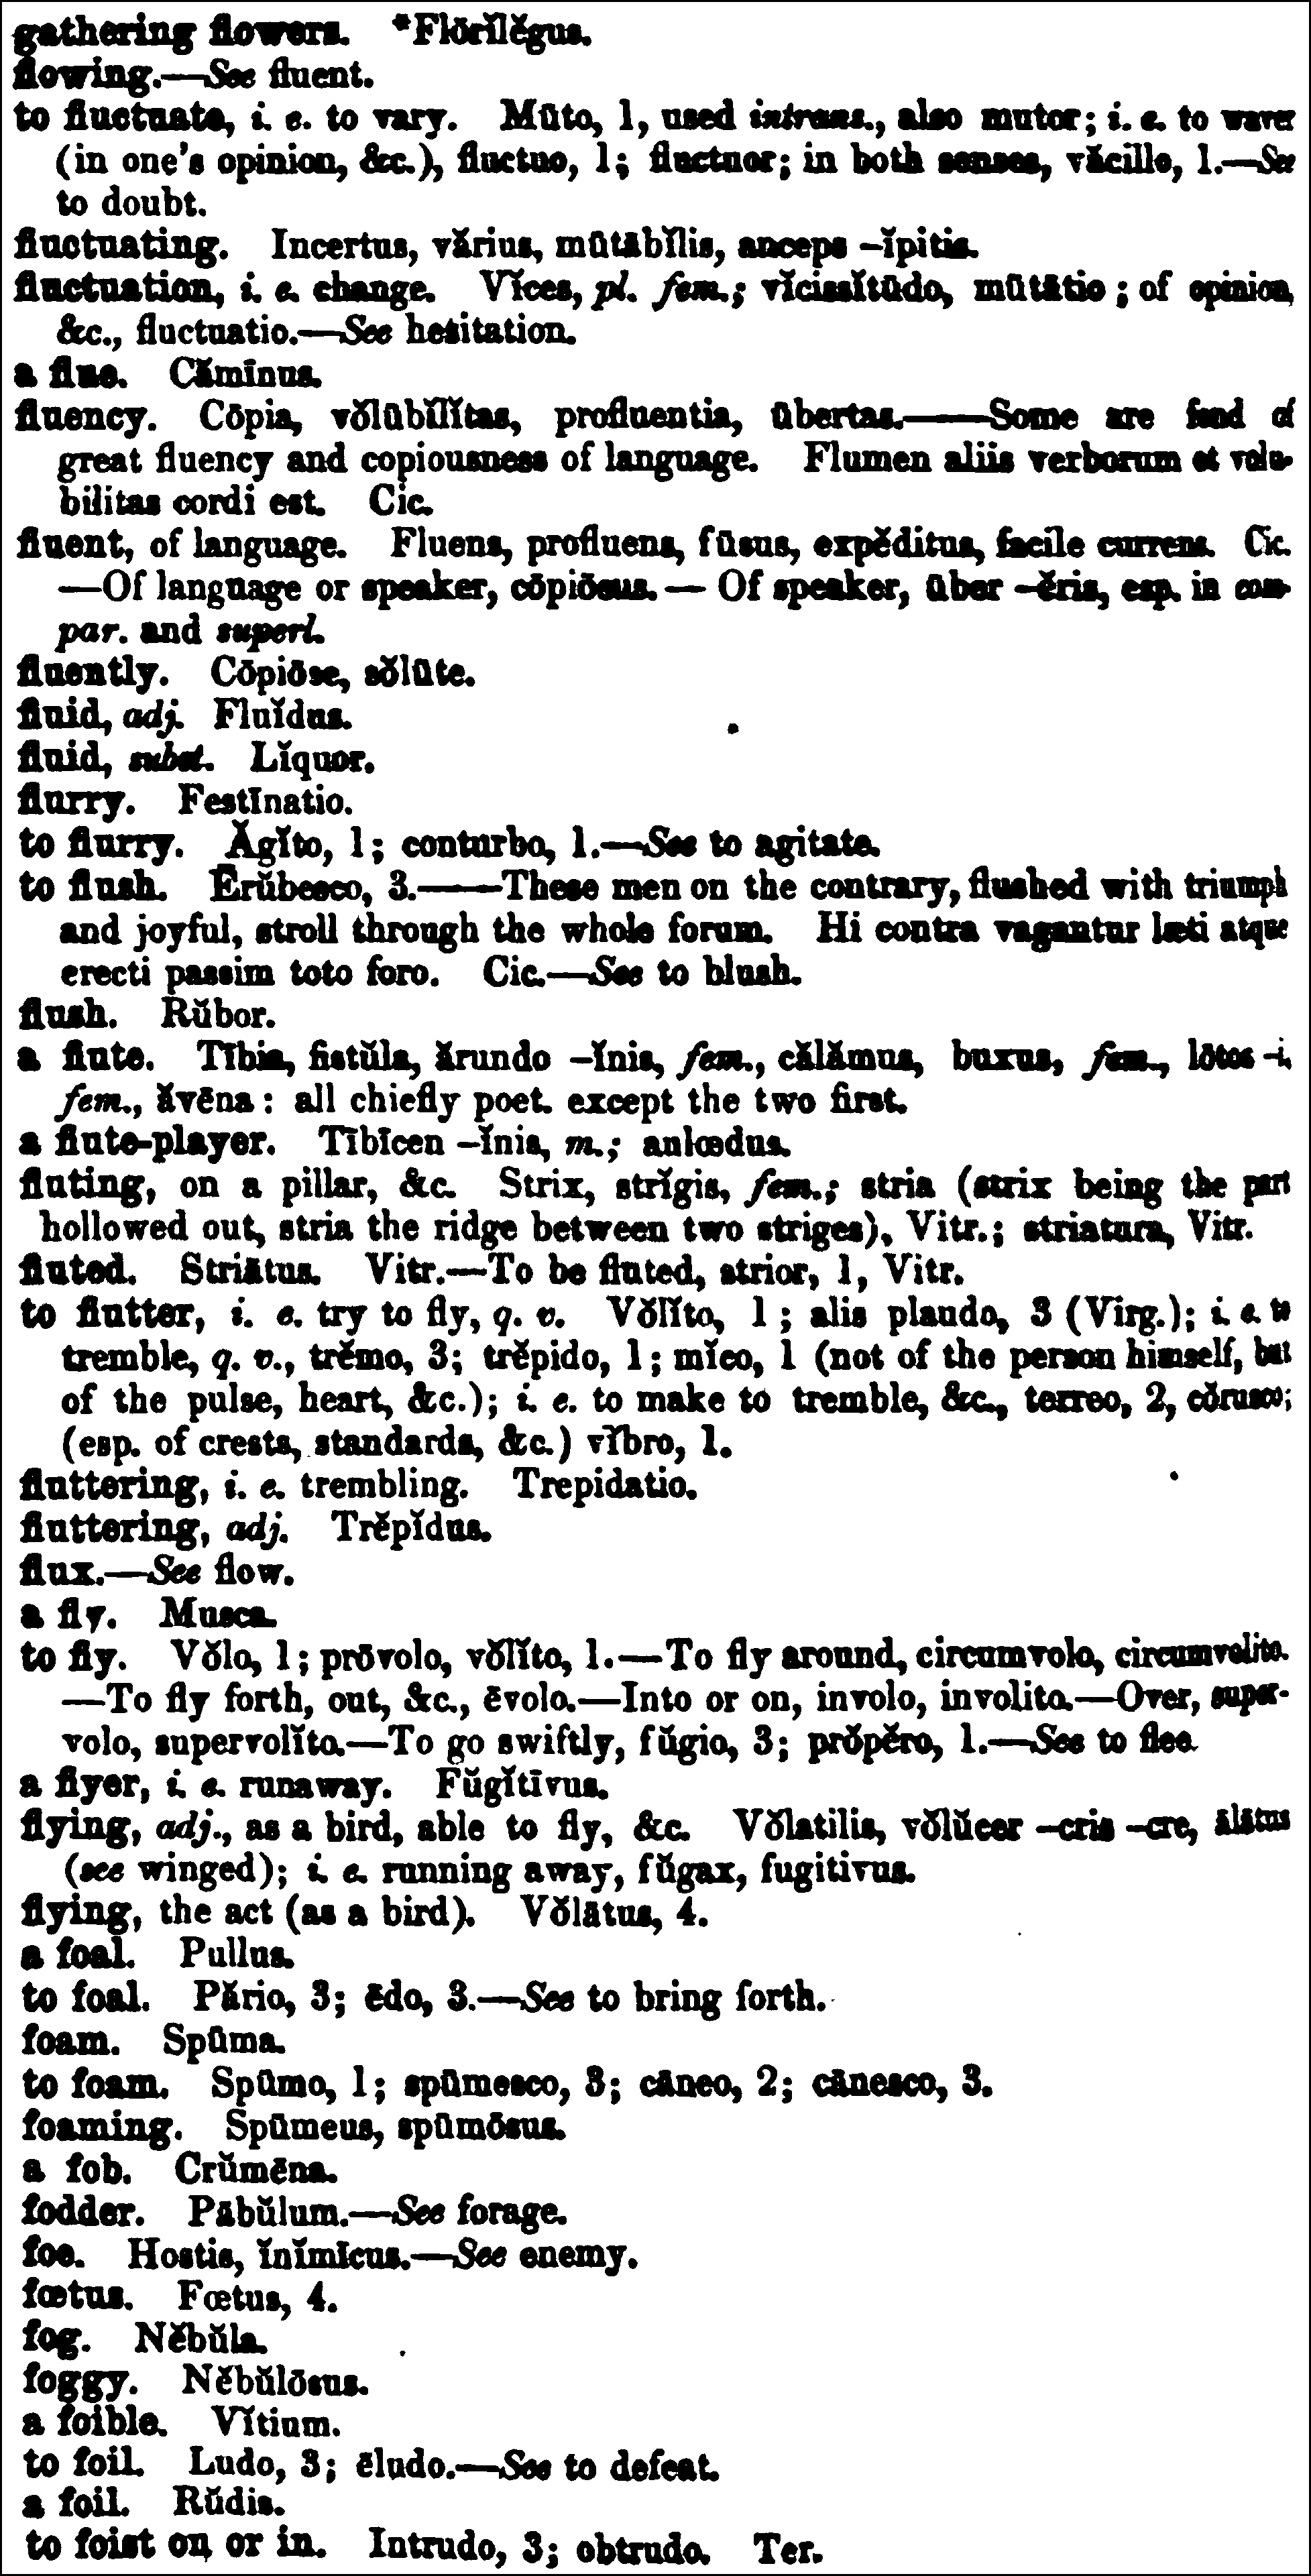 gathering flowers. *Flōrĭlĕgus.
flowing.—See fluent.
to fluctuate, i. e. to vary. Mūto, 1, used intrans., also mutor; i. e. to waver
(in one's opinion, &c.), fluctuo, 1; fluctuor; in both senses, văcillo, 1.—See
to doubt.
fluctuating. Incertus, vărius, mūtābĭlis, anceps –ĭpitis.
fluctuation, i. e. change. Vĭces, pl. fem.; vĭcissĭtūdo, mūtātio; of opinion,
&c., fluctuatio.—See hesitation.
a flue. Cămīnus.
fluency. Cōpia, vŏlūbĭlĭtas, profluentia, ūbertas.——Some are fond of
great fluency and copiousness of language. Flumen aliis verborum et volu-
bilitas cordi est. Cic.
fluent, of language. Fluens, profluens, fūsus, expĕditus, facile currens. Cic.
—Of language or speaker, cōpiōsus. — Of speaker, ūber –ĕris, esp. in com-
par. and superl.
fluently. Cōpiōse, sŏlūte.
fluid, adj. Fluĭdus.
fluid, subst. Lĭquor.
flurry. Festīnatio.
to flurry. Ăgĭto, 1; conturbo, 1.—See to agitate.
to flush. Ērŭbesco, 3.——These men on the contrary, flushed with triumph
and joyful, stroll through the whole forum. Hi contra vagantur læti atque
erecti passim toto foro. Cic.—See to blush.
flush. Rŭbor.
a flute. Tībia, fistŭla, ărundo –ĭnis, fem., călămus, buxus, fem., lōtos –i,
fem., ăvēna: all chiefly poet. except the two first.
a flute-player. Tībīcen –ĭnis, m.; aulœdus.
fluting, on a pillar, &c. Strix, strĭgis, fem.; stria (strix being the part
hollowed out, stria the ridge between two striges), Vitr.; striatura, Vitr.
fluted. Striātus. Vitr.—To be fluted, strior, 1, Vitr.
to flutter, i. e. try to fly, q. v. Vŏlĭto, 1; alis plaudo, 3 (Virg.); i. e. to
tremble, q. v., trĕmo, 3; trĕpido, 1; mĭco, 1 (not of the person himself, but
of the pulse, heart, &c.); i. e. to make to tremble, &c., terreo, 2, cŏrusco;
(esp. of crests, standards, &c.) vĭbro, 1.
fluttering, i. e. trembling. Trepidatio.
fluttering, adj. Trĕpĭdus.
flux.—See flow.
a fly. Musca.
to fly. Vŏlo, 1; prōvolo, vŏlĭto, 1.—To fly around, circumvolo, circumvolito.
—To fly forth, out, &c., ēvolo.—Into or on, involo, involito.—Over, super-
volo, supervolĭto.—To go swiftly, fŭgio, 3; prŏpĕro, 1.—See to flee.
a flyer, i. e. runaway. Fŭgĭtīvus.
flying, adj., as a bird, able to fly, &c. Vŏlatilis, vŏlŭcer –cris –cre, ālātus
(see winged); i. e. running away, fŭgax, fugitivus.
flying, the act (as a bird). Vŏlātus, 4.
a foal. Pullus.
to foal. Părio, 3; ēdo, 3.—See to bring forth.
foam. Spūma.
to foam. Spūmo, 1; spūmesco, 3; cāneo, 2; cānesco, 3.
foaming. Spūmeus, spūmōsus.
a fob. Crŭmēna.
fodder. Pābŭlum.—See forage.
foe. Hostis, ĭnĭmīcus.—See enemy.
fœtus. Fœtus, 4.
fog. Nĕbŭla.
foggy. Nĕbŭlōsus.
a foible. Vĭtium.
to foil. Ludo, 3; ēludo.—See to defeat.
a foil. Rŭdis.
to foist on or in. Intrudo, 3; obtrudo. Ter.